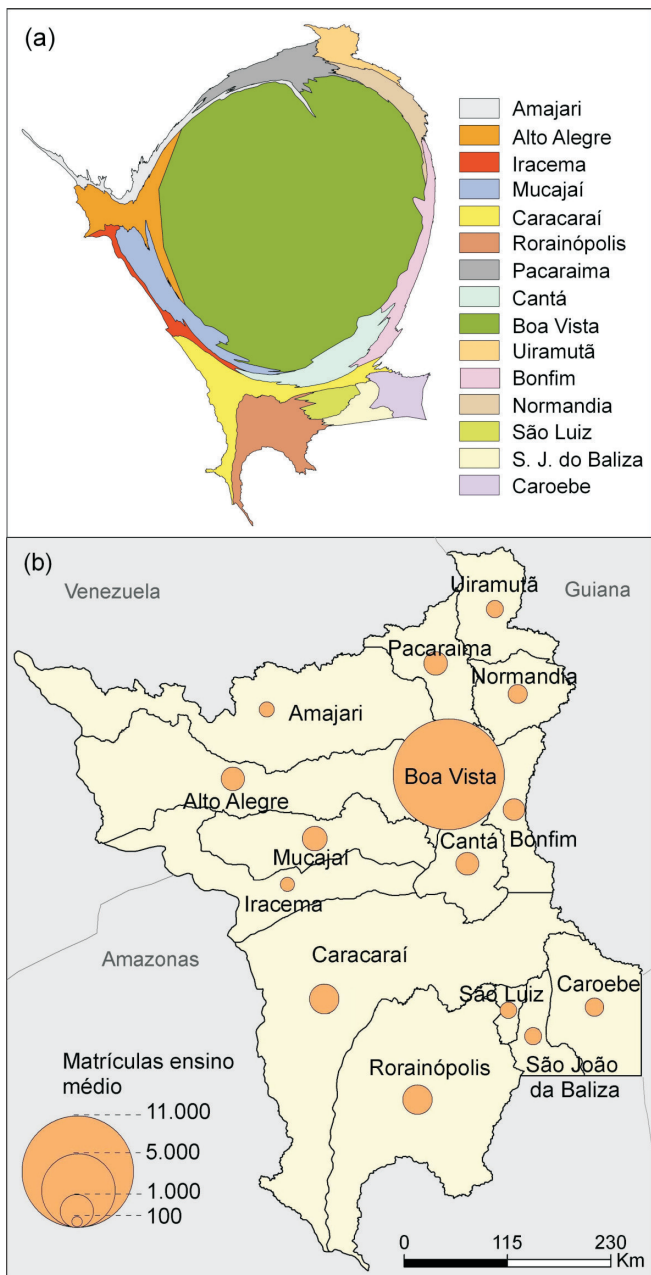 (a)
Amajari
Alto Alegre
Iracema
Mucajaí
Caracaraí
Rorainópolis
Pacaraima
Cantá
Boa Vista
Uiramutã
Bonfim
Normandia
São Luiz
S. J. do Baliza
Caroebe
(b)
Venezuela
Uiramutã
Guiana
Pacaraima
Normandia
Amajari
Boa Vista
Alto Alegre
Bonfim
Cantá
Mucajaí
Iracema
Amazonas
Caracaraí
São Luiz
Caroebe
Rorainópolis
São João
da Baliza
Matrículas ensino
médio
11.000
5.000
1.000
100
0 115 230
Km